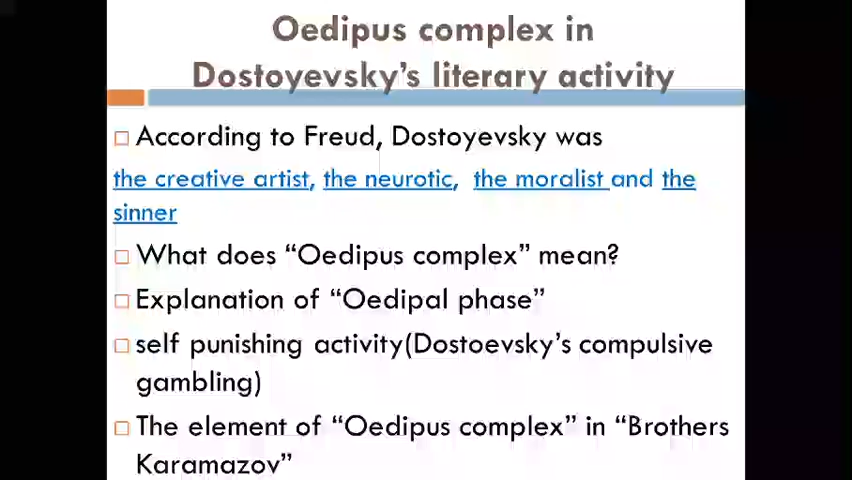 Oedipus complex in
Dostoyevsky's literary activity
According to Freud, Dostoyevsky was
the creative artist, the neurotic, the moralist and the
sinner
What does “Oedipus complex” mean?
Explanation of “Oedipal phase”
self punishing activity(Dostoevsky's compulsive
gambling)
The element of “Oedipus complex” in “Brothers
Karamazov”